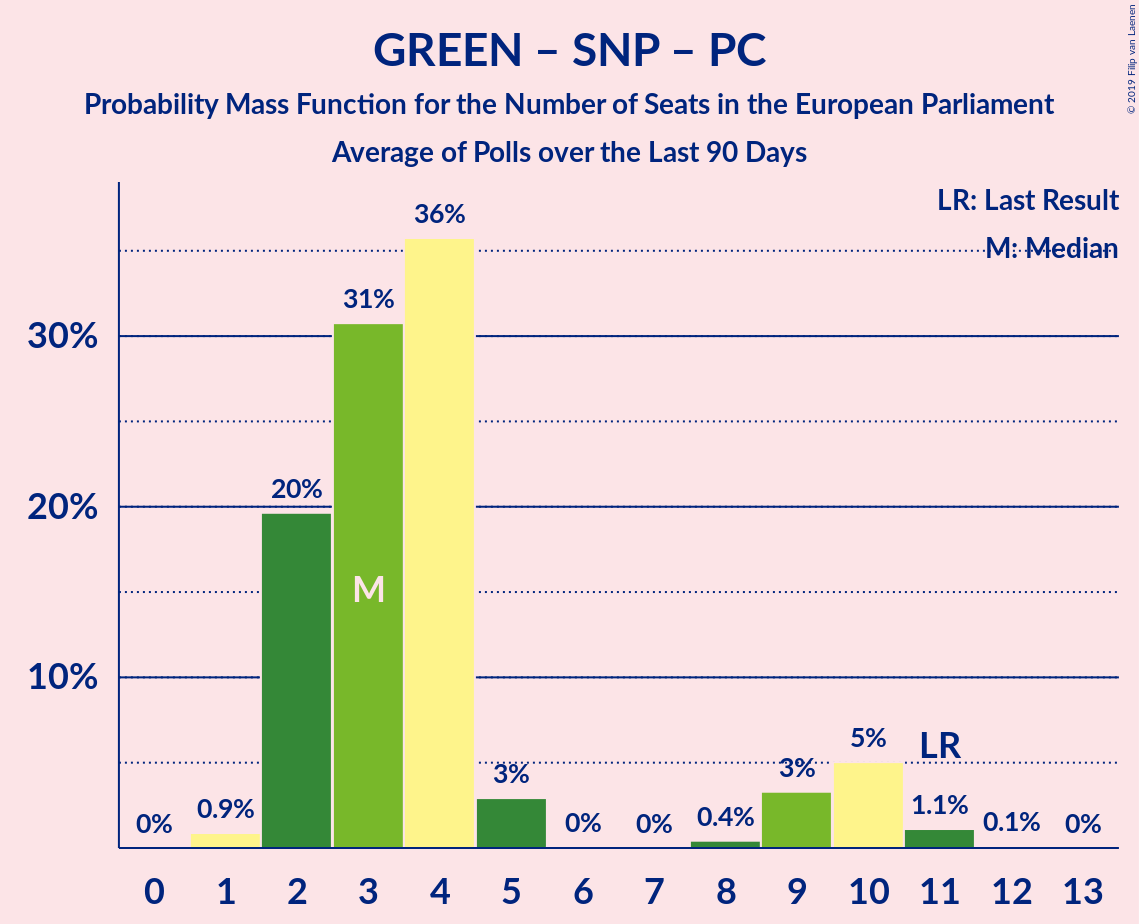 GREEN – SNP – PC
Probability Mass Function for the Number of Seats in the European Parliament
Average of Polls over the Last 90 Days
© 2019 Filip van Laenen
LR: Last Result
M: Median
30%
20%
10%
0%
0.9%
20%
31%
36%
3%
0%
0%
0.4%
3%
5%
1.1%
0.1%
0%
M
LR
0 1 2 3 4 5 6 7 8 9 10 11 12 13